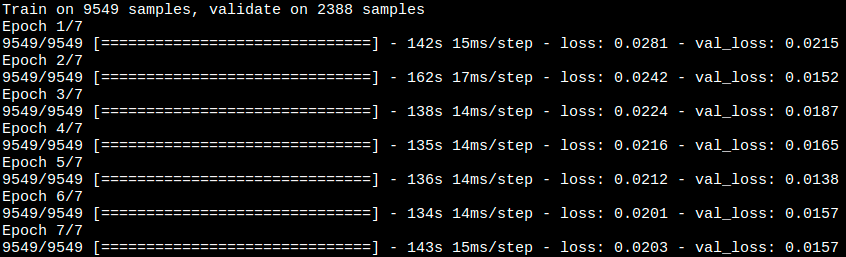 Train on 9549 samples, validate on 2388 samples
Epoch 1/7
9549/9549 [==============================] - 142s 15ms/step - loss: 0.0281 - val_loss: 0.0215
Epoch 2/7
9549/9549 [==============================] - 162s 17ms/step - loss: 0.0242 - val_loss: 0.0152
Epoch 3/7
9549/9549 [==============================] - 138s 14ms/step - loss: 0.0224 - val_loss: 0.0187
Epoch 4/7
9549/9549 [==============================] - 135s 14ms/step - loss: 0.0216 - val_loss: 0.0165
Epoch 5/7
9549/9549 [==============================] - 136s 14ms/step - loss: 0.0212 - val_loss: 0.0138
Epoch 6/7
9549/9549 [==============================] - 134s 14ms/step - loss: 0.0201 - val_loss: 0.0157
Epoch 7/7
9549/9549 [==============================] - 143s 15ms/step - loss: 0.0203 - val_loss: 0.0157